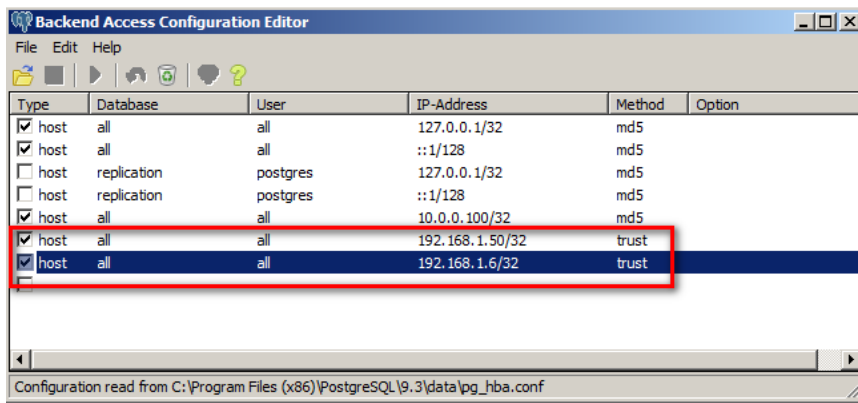 Backend Access Configuration Editor
File Edit Help
Type Database User IP-Address Method Option
host all all 127.0.0.1/32 md5
host all all ::1/128 md5
host replication postgres 127.0.0.1/32 md5
host replication postgres ::1/128 md5
host all all 10.0.0.100/32 md5
host all all 192.168.1.50/32 trust
host all all 192.168.1.6/32 trust
Configuration read from C:\Program Files (x86)\PostgreSQL\9.3\data\pg_hba.conf